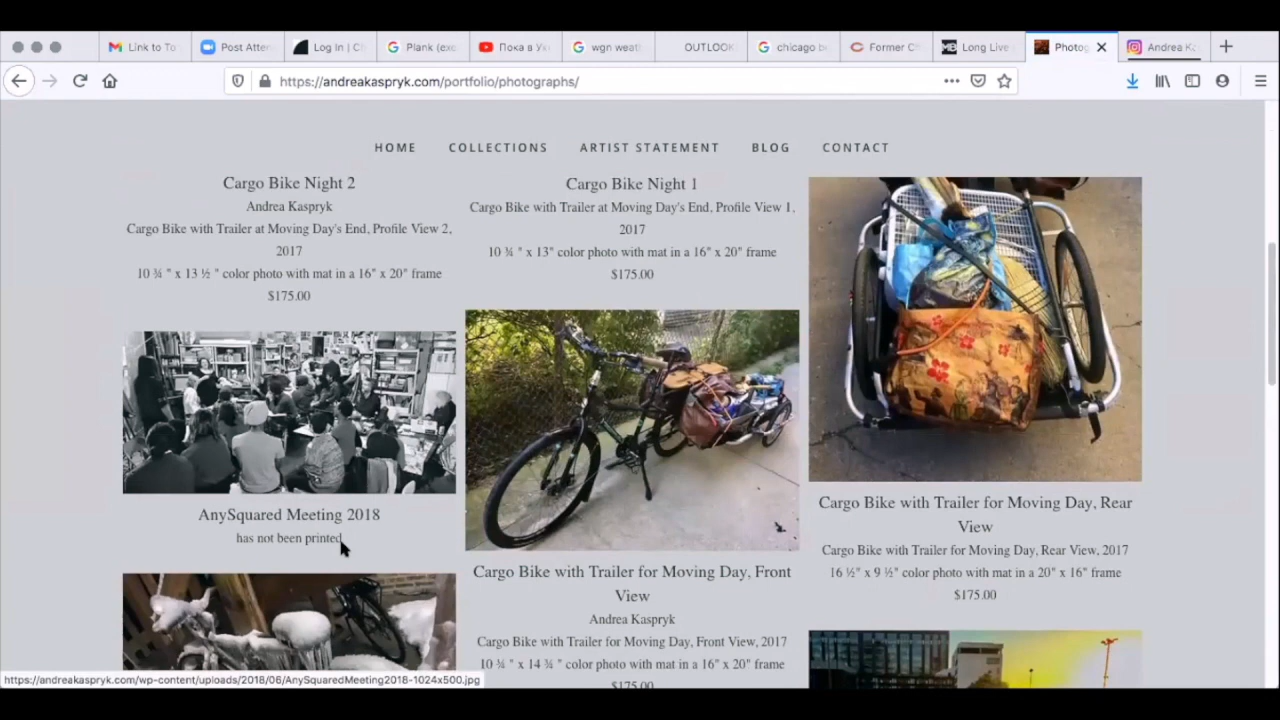 Link to To
Post Atten
Log In | C
Plank (exe
Пока в Ук
wgn weat
OUTLOOK
chicago b
Former C
Long Live
Photog
Andrea K
https://andreakaspryk.com/portfolio/photographs/
HOME COLLECTIONS ARTIST STATEMENT BLOG CONTACT
Cargo Bike Night 2
Andrea Kaspryk
Cargo Bike with Trailer at Moving Day's End, Profile View 2,
2017
10 ¾ " x 13 ½ " color photo with mat in a 16" x 20" frame
$175.00
AnySquared Meeting 2018
has not been printed
Cargo Bike Night 1
Cargo Bike with Trailer at Moving Day's End, Profile View 1,
2017
10 ¾ " x 13" color photo with mat in a 16" x 20" frame
$175.00
Cargo Bike with Trailer for Moving Day, Front
View
Andrea Kaspryk
Cargo Bike with Trailer for Moving Day, Front View, 2017
10 ¾ " x 14 ¾ " color photo with mat in a 16" x 20" frame
$175.00
Cargo Bike with Trailer for Moving Day, Rear
View
Cargo Bike with Trailer for Moving Day, Rear View, 2017
16 ½" x 9 ½" color photo with mat in a 20" x 16" frame
$175.00
https://andreakaspryk.com/wp-content/uploads/2018/06/AnySquaredMeeting2018-1024x500.jpg